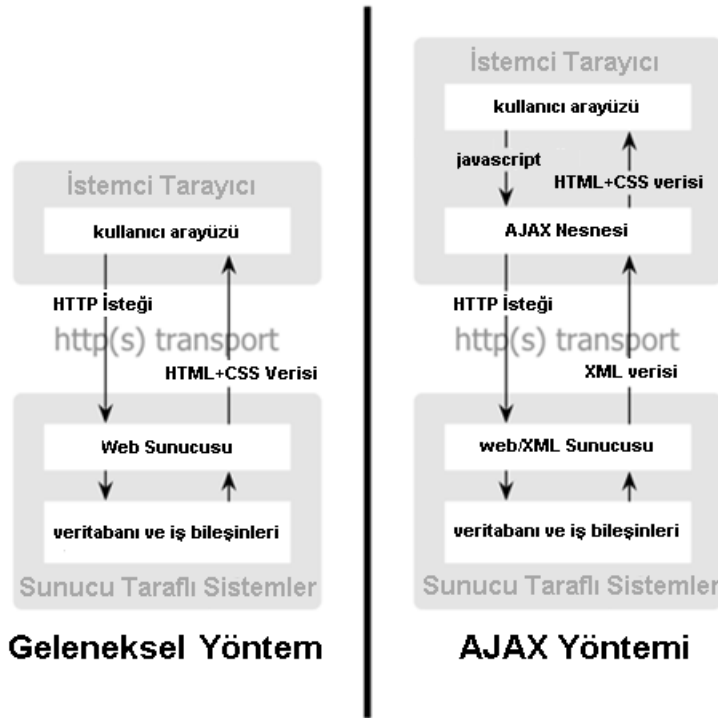 İstemci Tarayıcı
kullanıcı arayüzü
HTTP İsteği
http(s) transport
HTML+CSS Verisi
Web Sunucusu
veritabanı ve iş bileşinleri
Sunucu Taraflı Sistemler
Geleneksel Yöntem
İstemci Tarayıcı
kullanıcı arayüzü
javascript
HTML+CSS verisi
AJAX Nesnesi
HTTP İsteği
http(s) transport
XML verisi
web/XML Sunucusu
veritabanı ve iş bileşinleri
Sunucu Taraflı Sistemler
AJAX Yöntemi